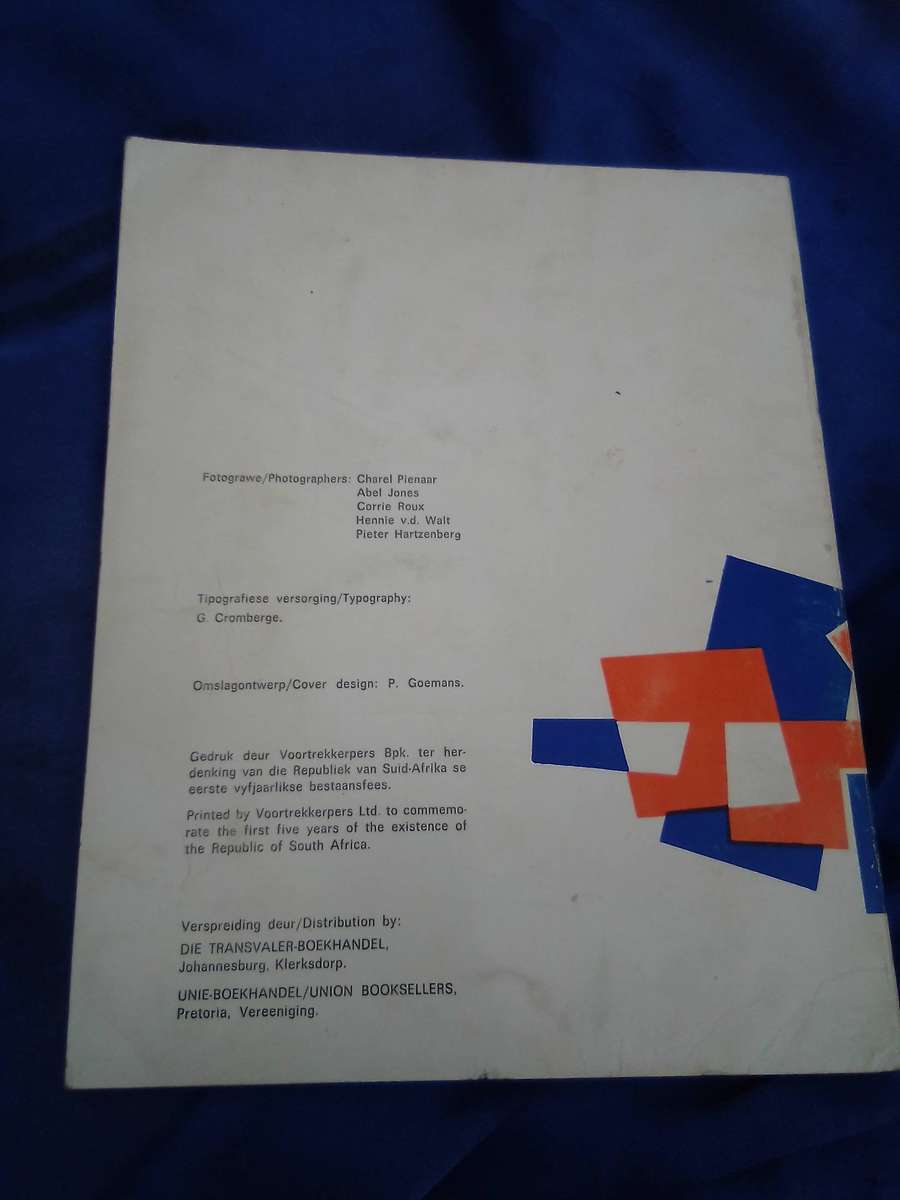 Fotograwe/Photographers: Charel Pienaar
Abel Jones
Corrie Roux
Hennie v.d. Walt
Pieter Hartzenberg
Tipografiese versorging/Typography:
G. Cromberge.
Omslagontwerp/Cover design: P. Goemans.
Gedruk deur Voortrekkerpers Bpk. ter her-
denking van die Republiek van Suid-Afrika se
eerste vyfjaarlikse bestaansfees.
Printed by Voortrekkerpers Ltd. to commemo-
rate the first five years of the existence of
the Republic of South Africa.
Verspreiding deur/Distribution by:
DIE TRANSVALER-BOEKHANDEL,
Johannesburg, Klerksdorp.
UNIE-BOEKHANDEL/UNION BOOKSELLERS,
Pretoria, Vereeniging.